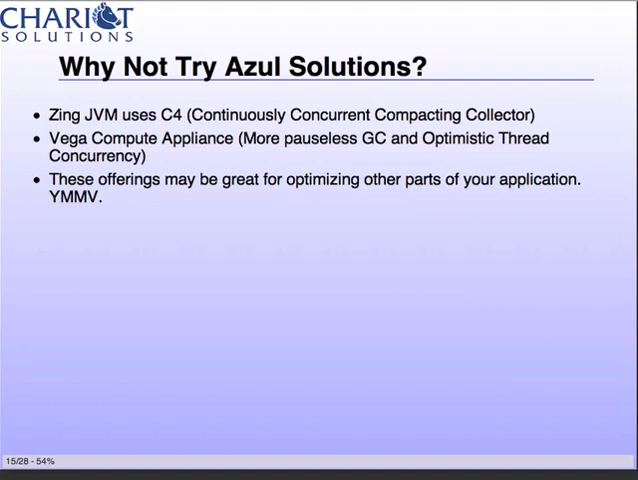 CHARIOT
SOLUTIONS
Why Not Try Azul Solutions?
• Zing JVM uses C4 (Continuously Concurrent Compacting Collector)
• Vega Compute Appliance (More pauseless GC and Optimistic Thread
Concurrency)
• These offerings may be great for optimizing other parts of your application.
YMMV.
15/28 - 54%